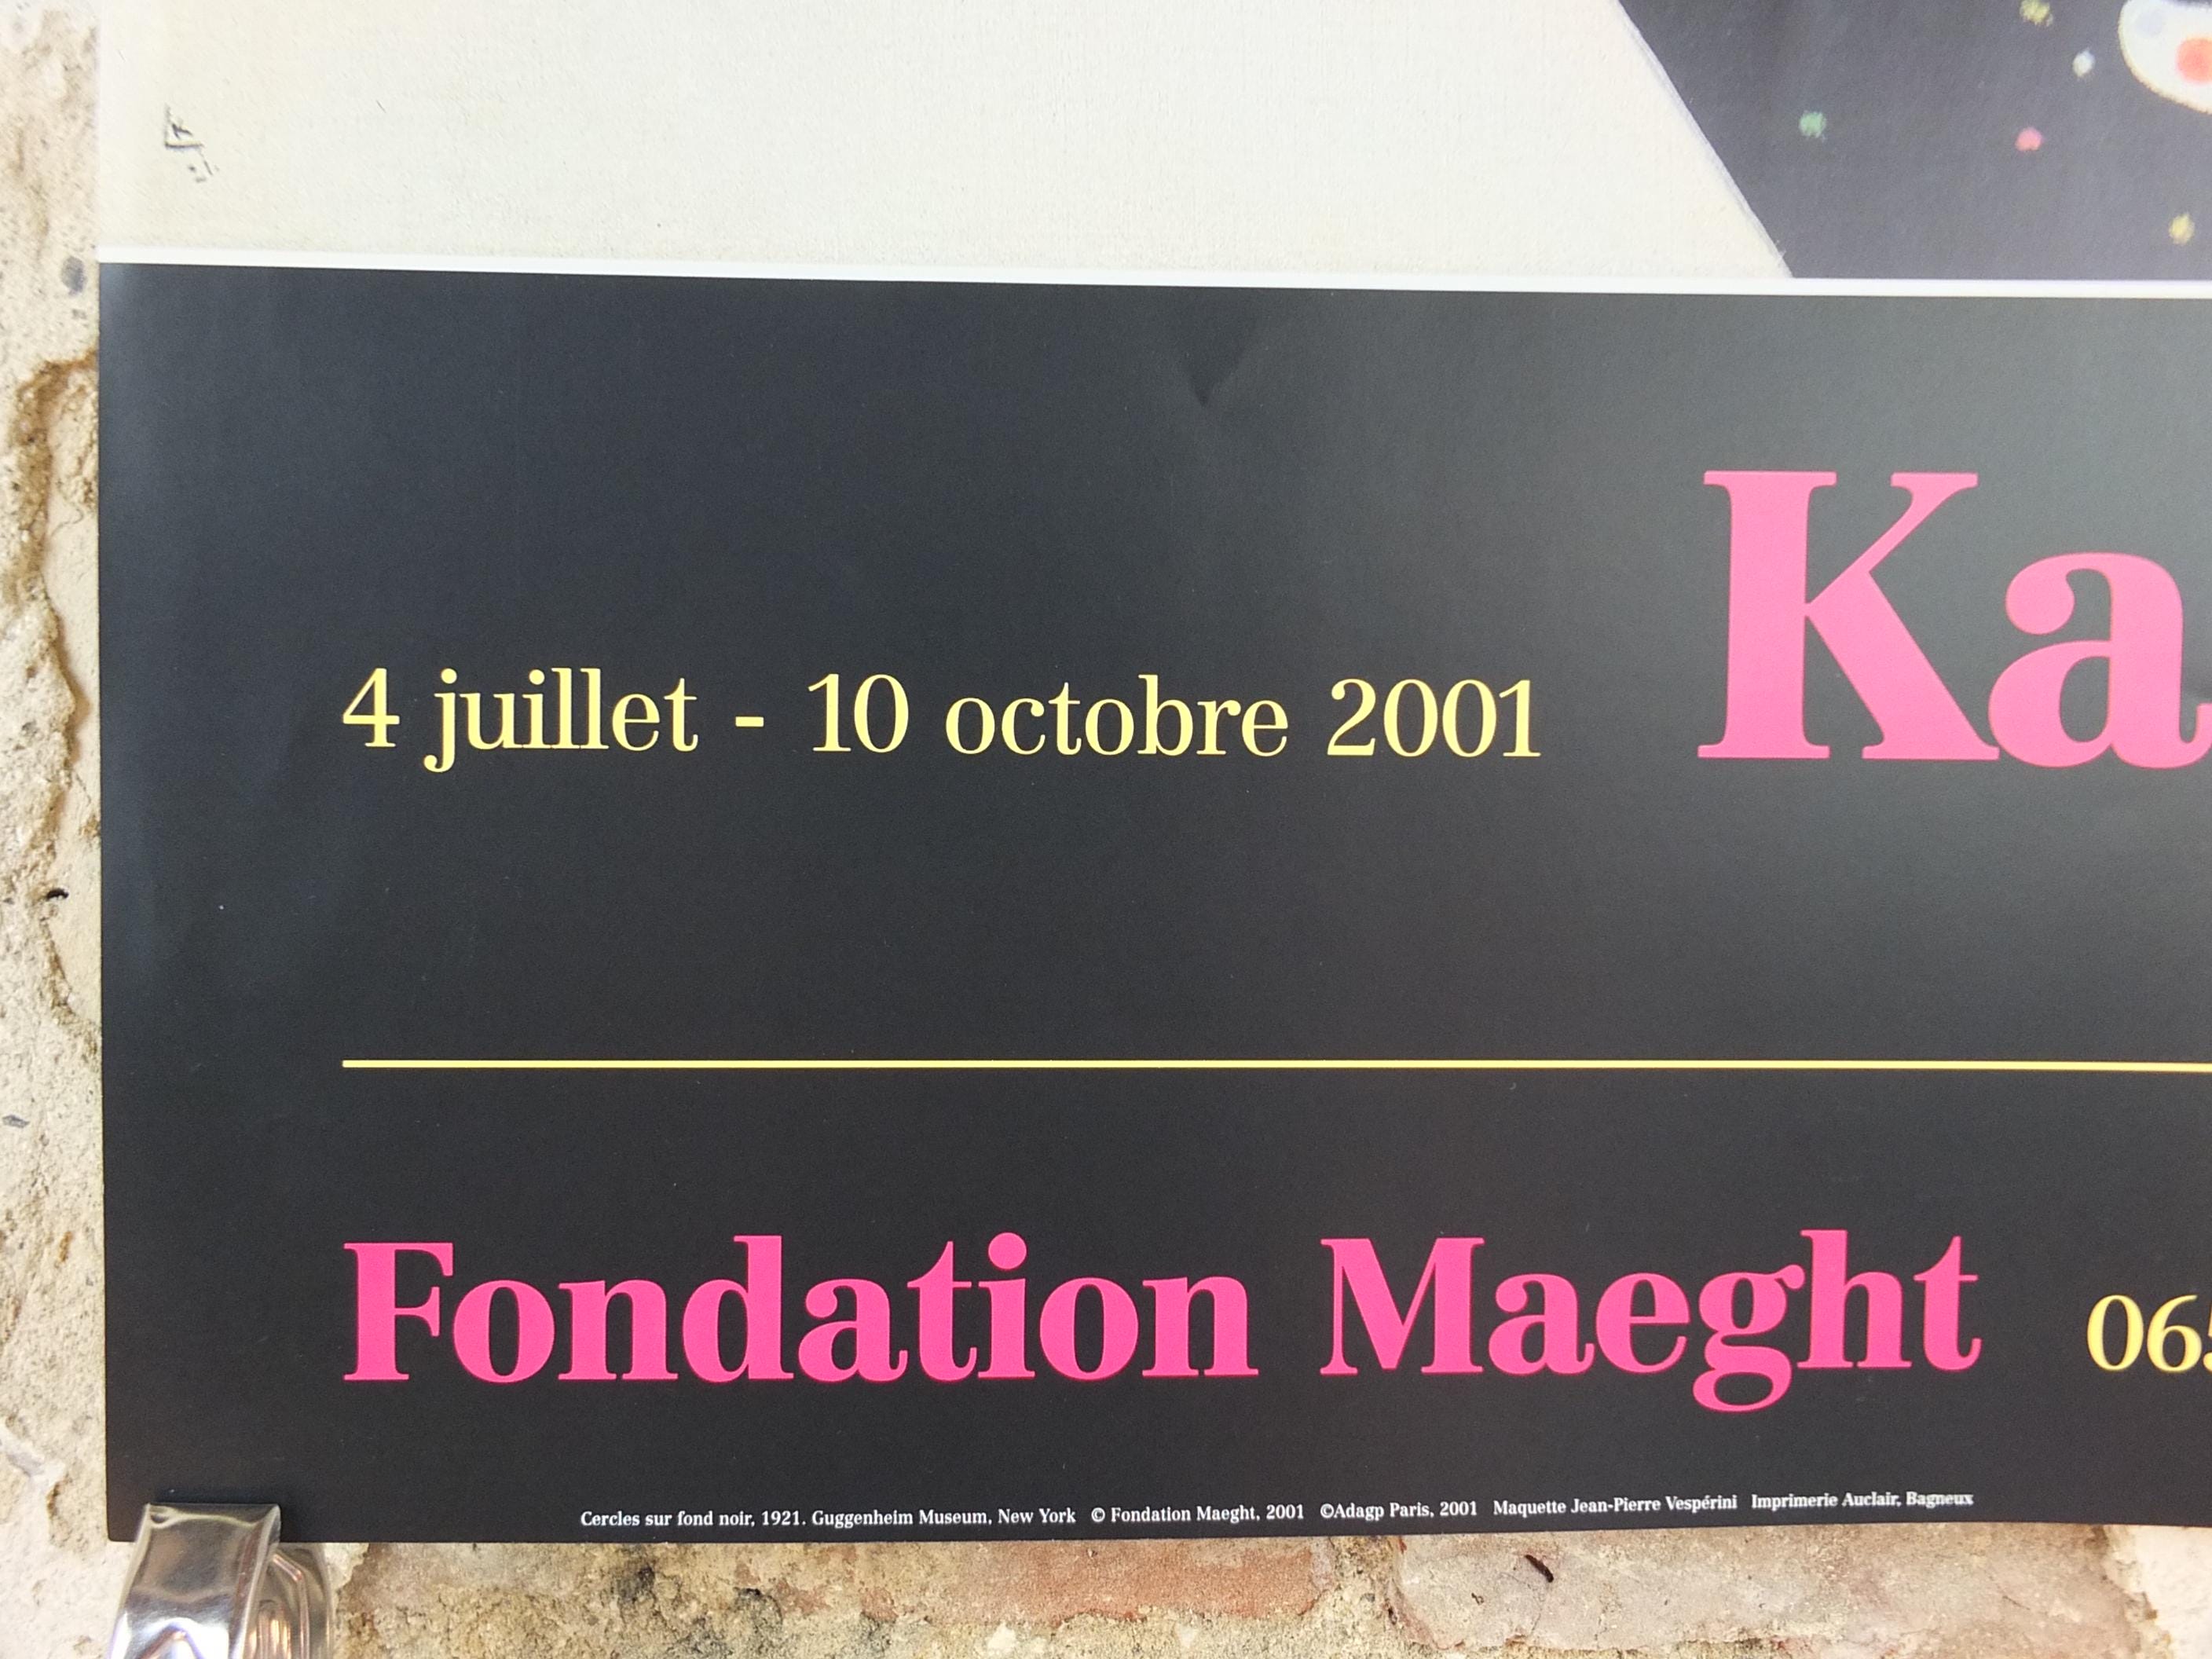 4 juillet - 10 octobre 2001 Ka
Fondation Maeght 06
Cercles sur fond noir, 1921. Guggenheim Museum, New York © Fondation Maeght, 2001 ©Adagp Paris, 2001 Maquette Jean-Pierre Vespérini Imprimerie Auclair, Bagneux